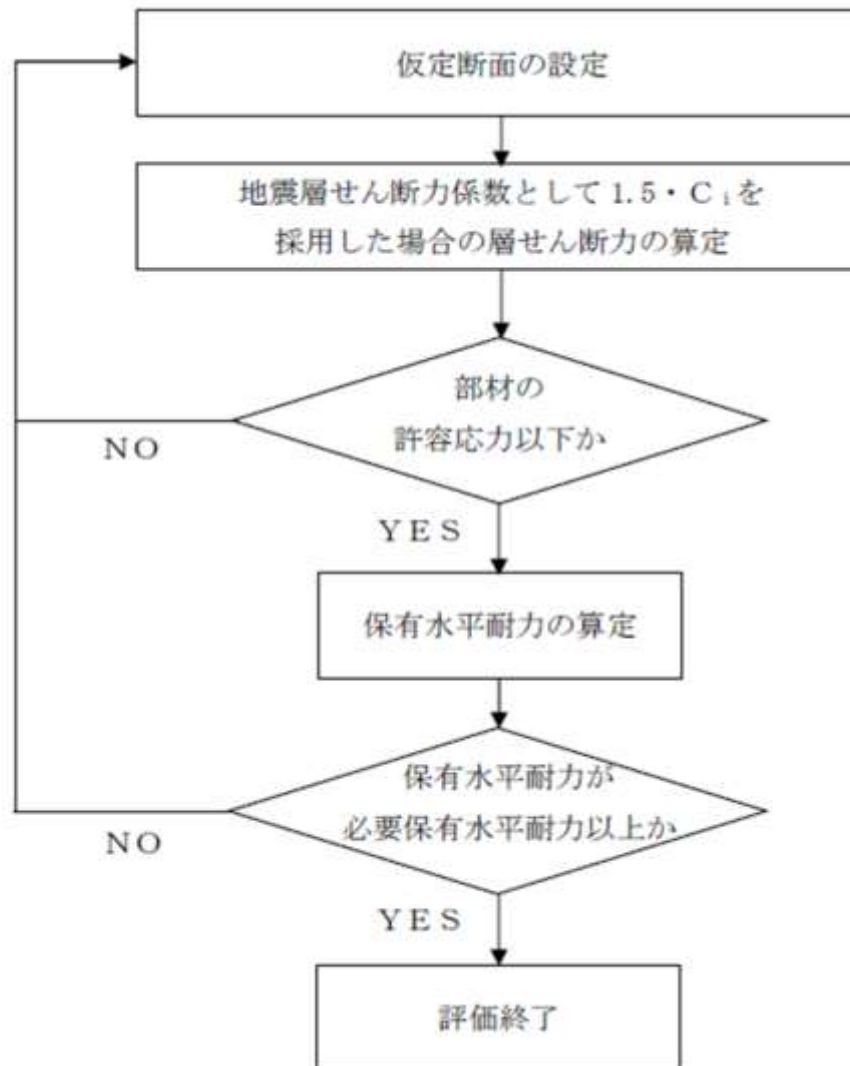 仮定断面の設定
地震層せん断力係数として1.5・Ciを
採用した場合の層せん断力の算定
部材の
許容応力以下か
NO
YES
保有水平耐力の算定
保有水平耐力が
必要保有水平耐力以上か
NO
YES
評価終了